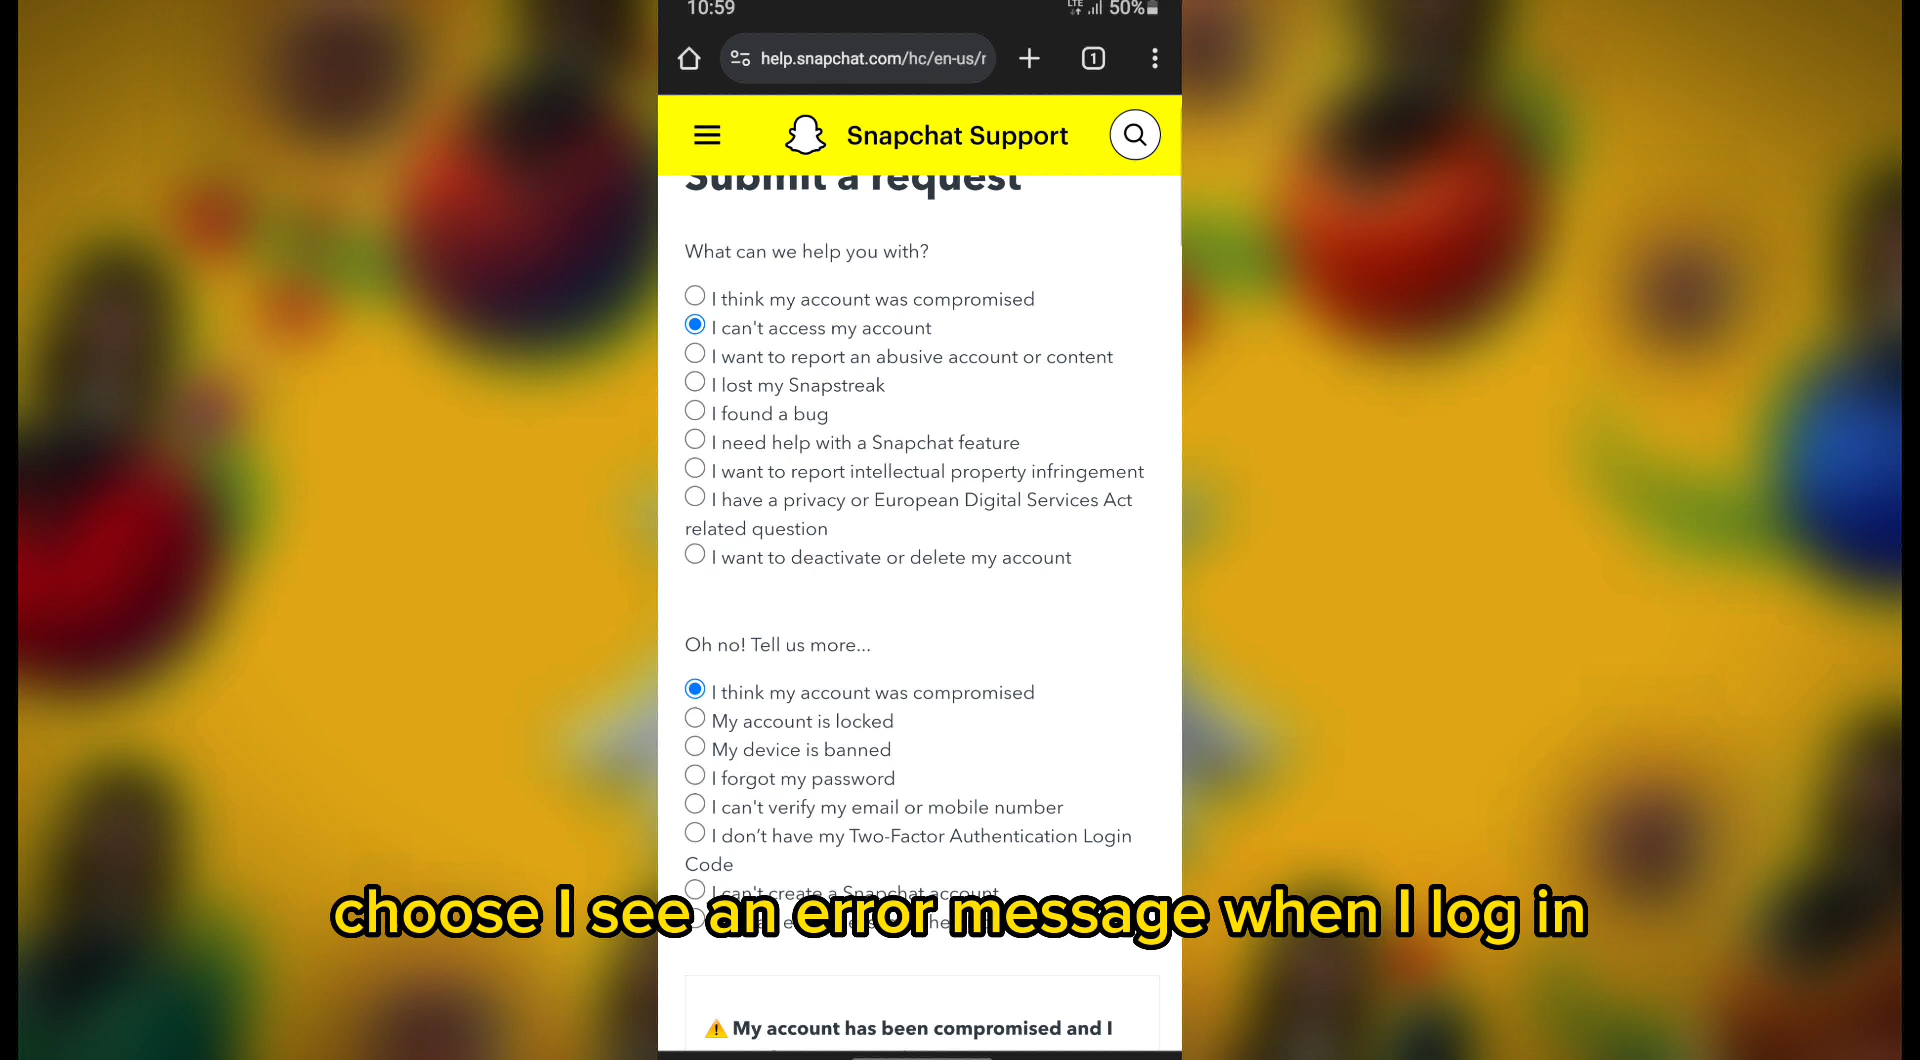 10:59 LTE 50%
help.snapchat.com/hc/en-us/r 1
Snapchat Support
Submit a request
What can we help you with?
I think my account was compromised
I can't access my account
I want to report an abusive account or content
I lost my Snapstreak
I found a bug
I need help with a Snapchat feature
I want to report intellectual property infringement
I have a privacy or European Digital Services Act
related question
I want to deactivate or delete my account
Oh no! Tell us more...
I think my account was compromised
My account is locked
My device is banned
I forgot my password
I can't verify my email or mobile number
I don’t have my Two-Factor Authentication Login
Code
I can't create a Snapchat account
choose I see an error message when I log in
My account has been compromised and I